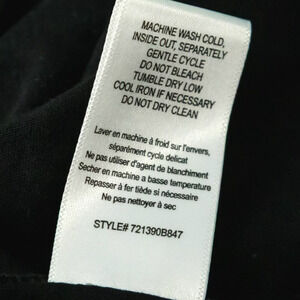 MACHINE WASH COLD,
INSIDE OUT, SEPARATELY
GENTLE CYCLE
DO NOT BLEACH
TUMBLE DRY LOW
COOL IRON IF NECESSARY
DO NOT DRY CLEAN
Laver en machine à froid sur l'envers,
séparément cycle delicat
Ne pas utiliser d'agent de blanchiment
Secher en machine a basse temperature
Repasser à fer tiède si nécessaire
Ne pas nettoyer à sec
STYLE# 721390B847